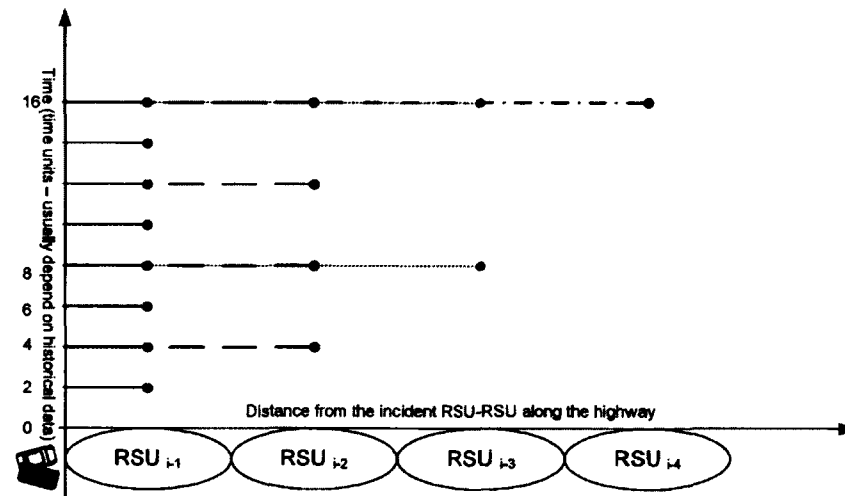 Time (time units – usually depend on historical data)
16
8
6
4
2
0
Distance from the incident RSU-RSU along the highway
RSU i-1
RSU i-2
RSU i-3
RSU i-4